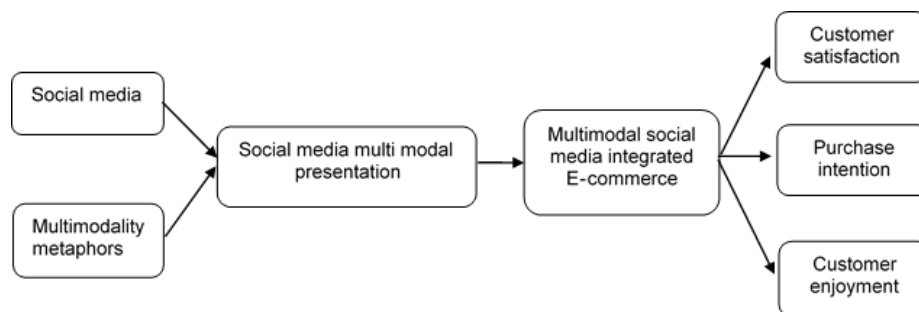 Social media
Multimodality
metaphors
Social media multi modal
presentation
Multimodal social
media integrated
E-commerce
Customer
satisfaction
Purchase
intention
Customer
enjoyment